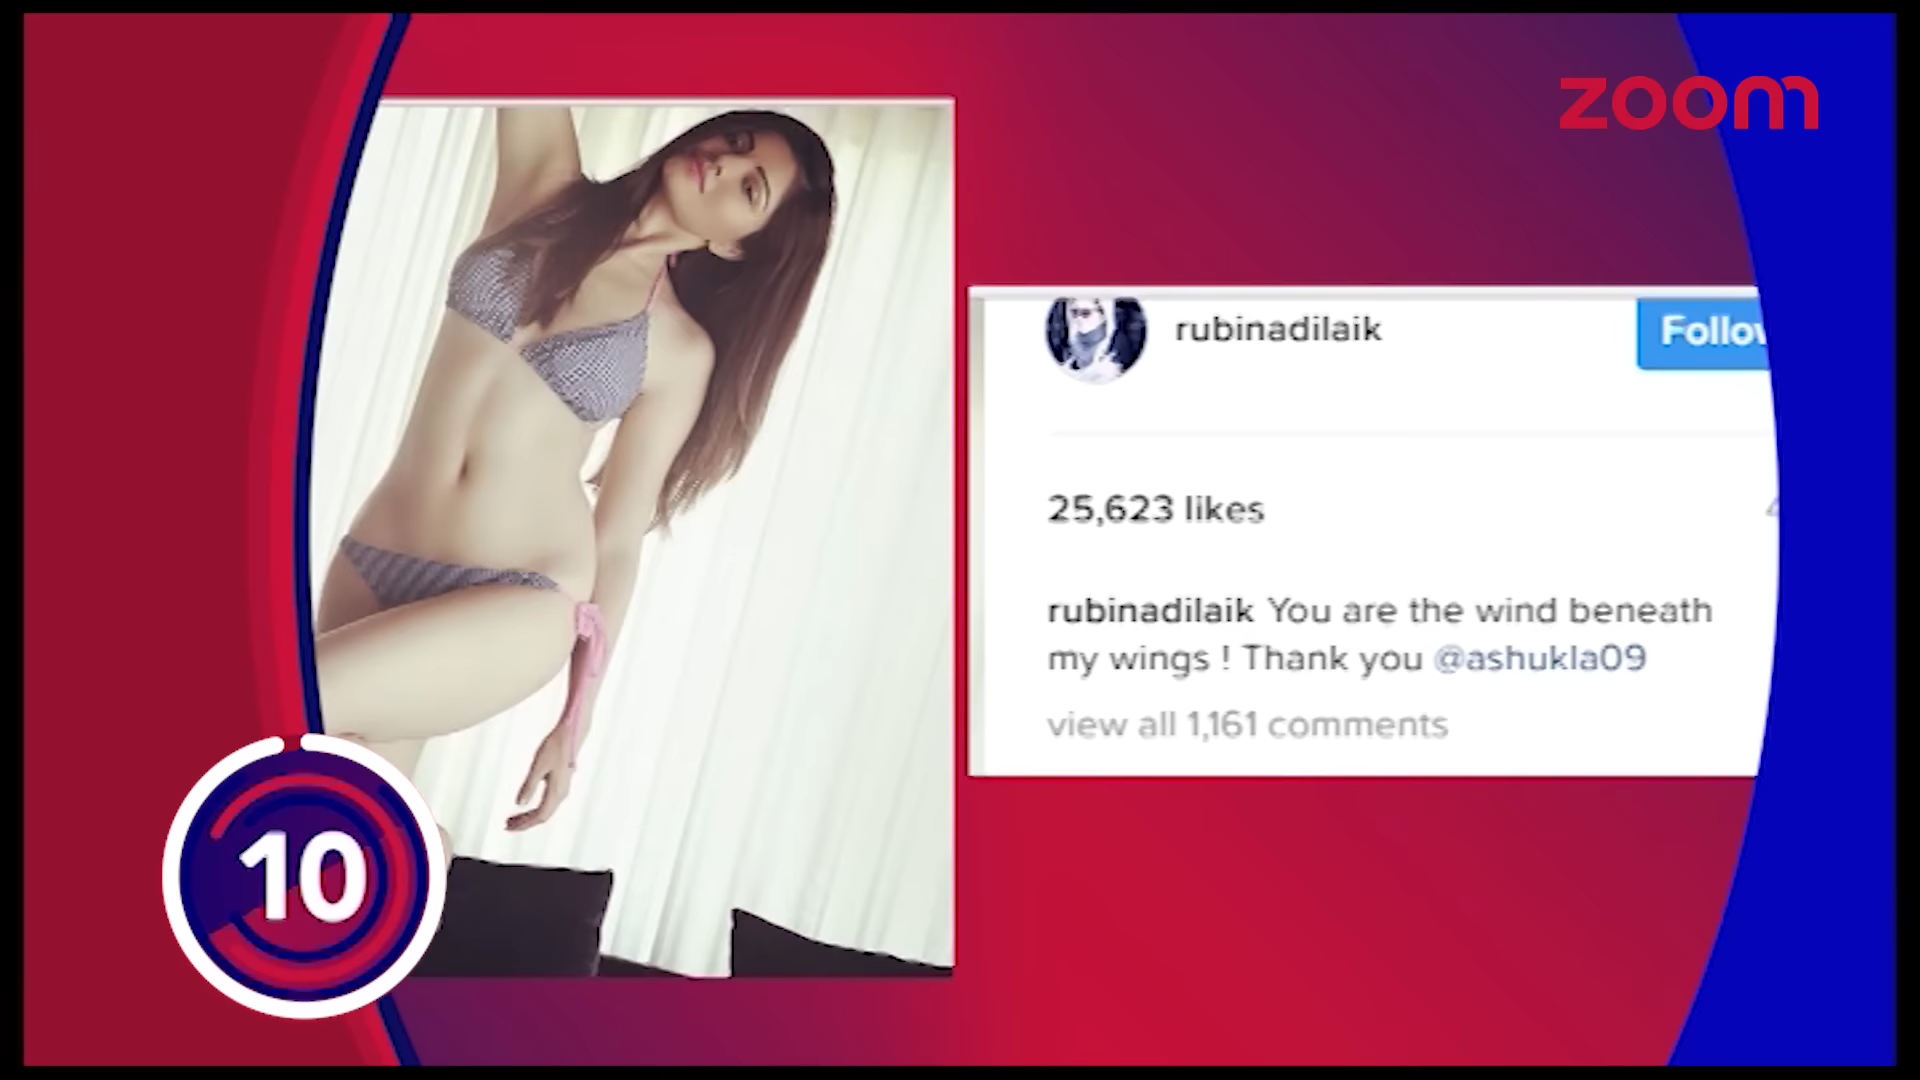 zoom
rubinadilaik
Follow
25,623 likes
rubinadilaik You are the wind beneath
my wings ! Thank you @ashukla09
view all 1,161 comments
10